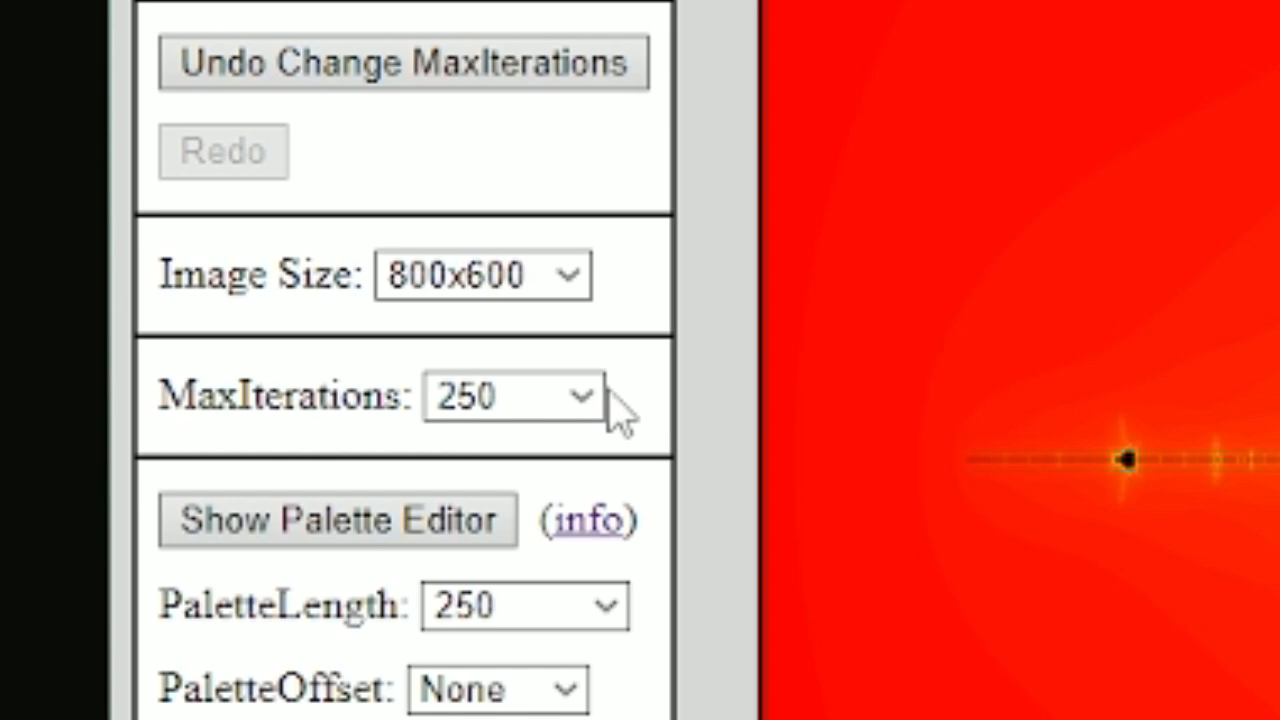 Undo Change MaxIterations
Redo
Image Size: 800x600
MaxIterations: 250
Show Palette Editor (info)
PaletteLength: 250
PaletteOffset: None